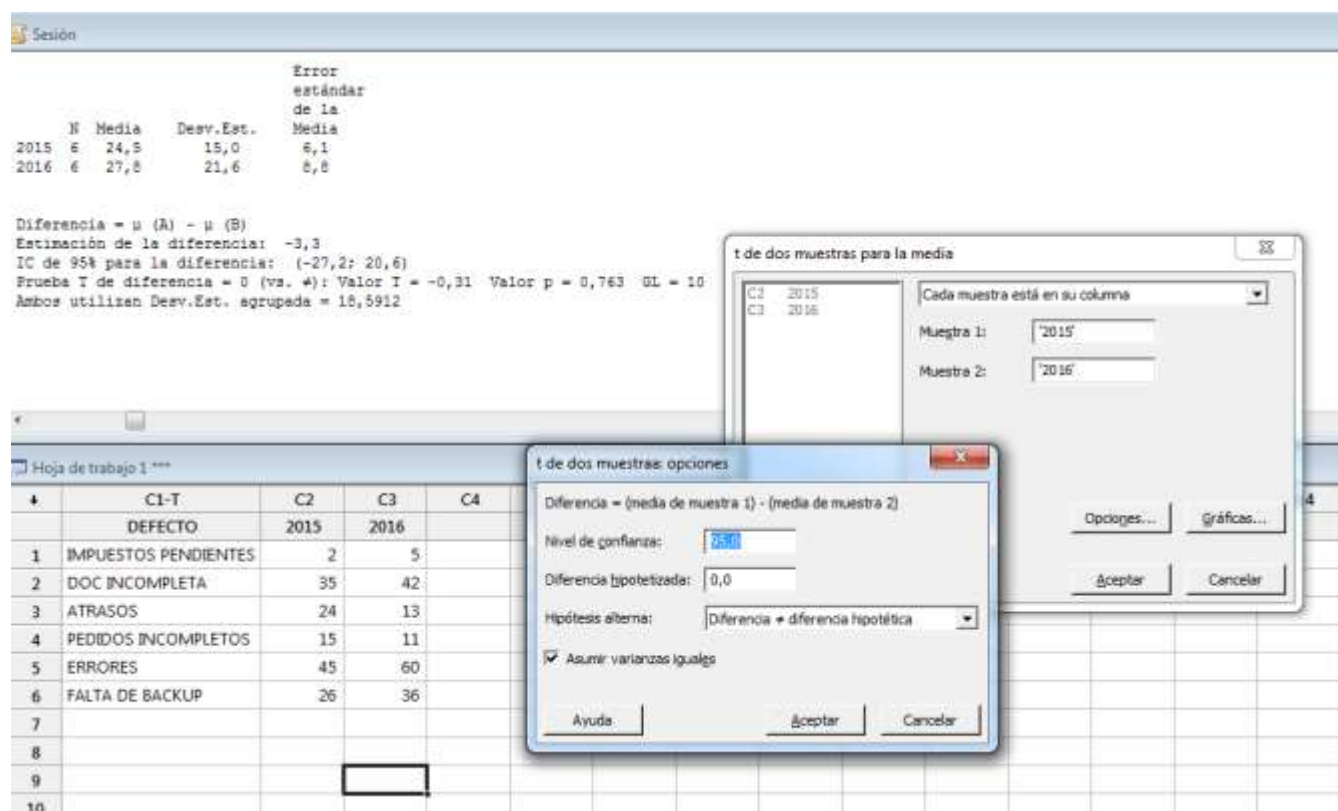 Sesión
Error
estándar
de la
N Media Desv.Est. Media
2015 6 24,5 15,0 6,1
2016 6 27,8 21,6 8,8
Diferencia = μ (A) - μ (B)
Estimación de la diferencia: -3,3
IC de 95% para la diferencia: (-27,2; 20,6)
Prueba T de diferencia = 0 (vs. ≠): Valor T = -0,31 Valor p = 0,763 GL = 10
Ambos utilizan Desv.Est. agrupada = 18,5912
t de dos muestras para la media
C2 2015
C3 2016
Cada muestra está en su columna
Muestra 1: '2015'
Muestra 2: '2016'
Opciones... Gráficas...
Aceptar Cancelar
Hoja de trabajo 1 ***
C1-T C2 C3 C4 4
DEFECTO 2015 2016
1 IMPUESTOS PENDIENTES 2 5
2 DOC INCOMPLETA 35 42
3 ATRASOS 24 13
4 PEDIDOS INCOMPLETOS 15 11
5 ERRORES 45 60
6 FALTA DE BACKUP 26 36
7
8
9
10
t de dos muestras: opciones
Diferencia = (media de muestra 1) - (media de muestra 2)
Nivel de confianza: 95,0
Diferencia hipotetizada: 0,0
Hipótesis alterna: Diferencia ≠ diferencia hipotética
Asumir varianzas iguales
Ayuda Aceptar Cancelar